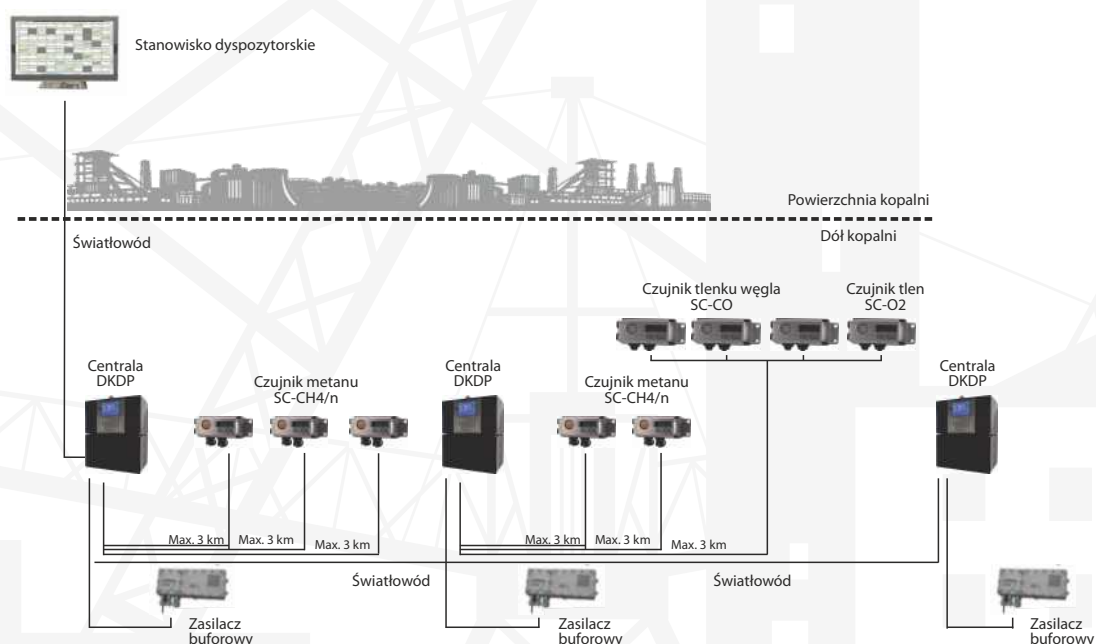 Stanowisko dyspozytorskie
Powierzchnia kopalni
Światłowód
Dół kopalni
Czujnik tlenku węgla
SC-CO
Czujnik tlen
SC-O2
Centrala
DKDP
Czujnik metanu
SC-CH4/n
Centrala
DKDP
Czujnik metanu
SC-CH4/n
Centrala
DKDP
Max. 3 km
Max. 3 km
Max. 3 km
Max. 3 km
Max. 3 km
Max. 3 km
Światłowód
Światłowód
Zasilacz
buforowy
Zasilacz
buforowy
Zasilacz
buforowy